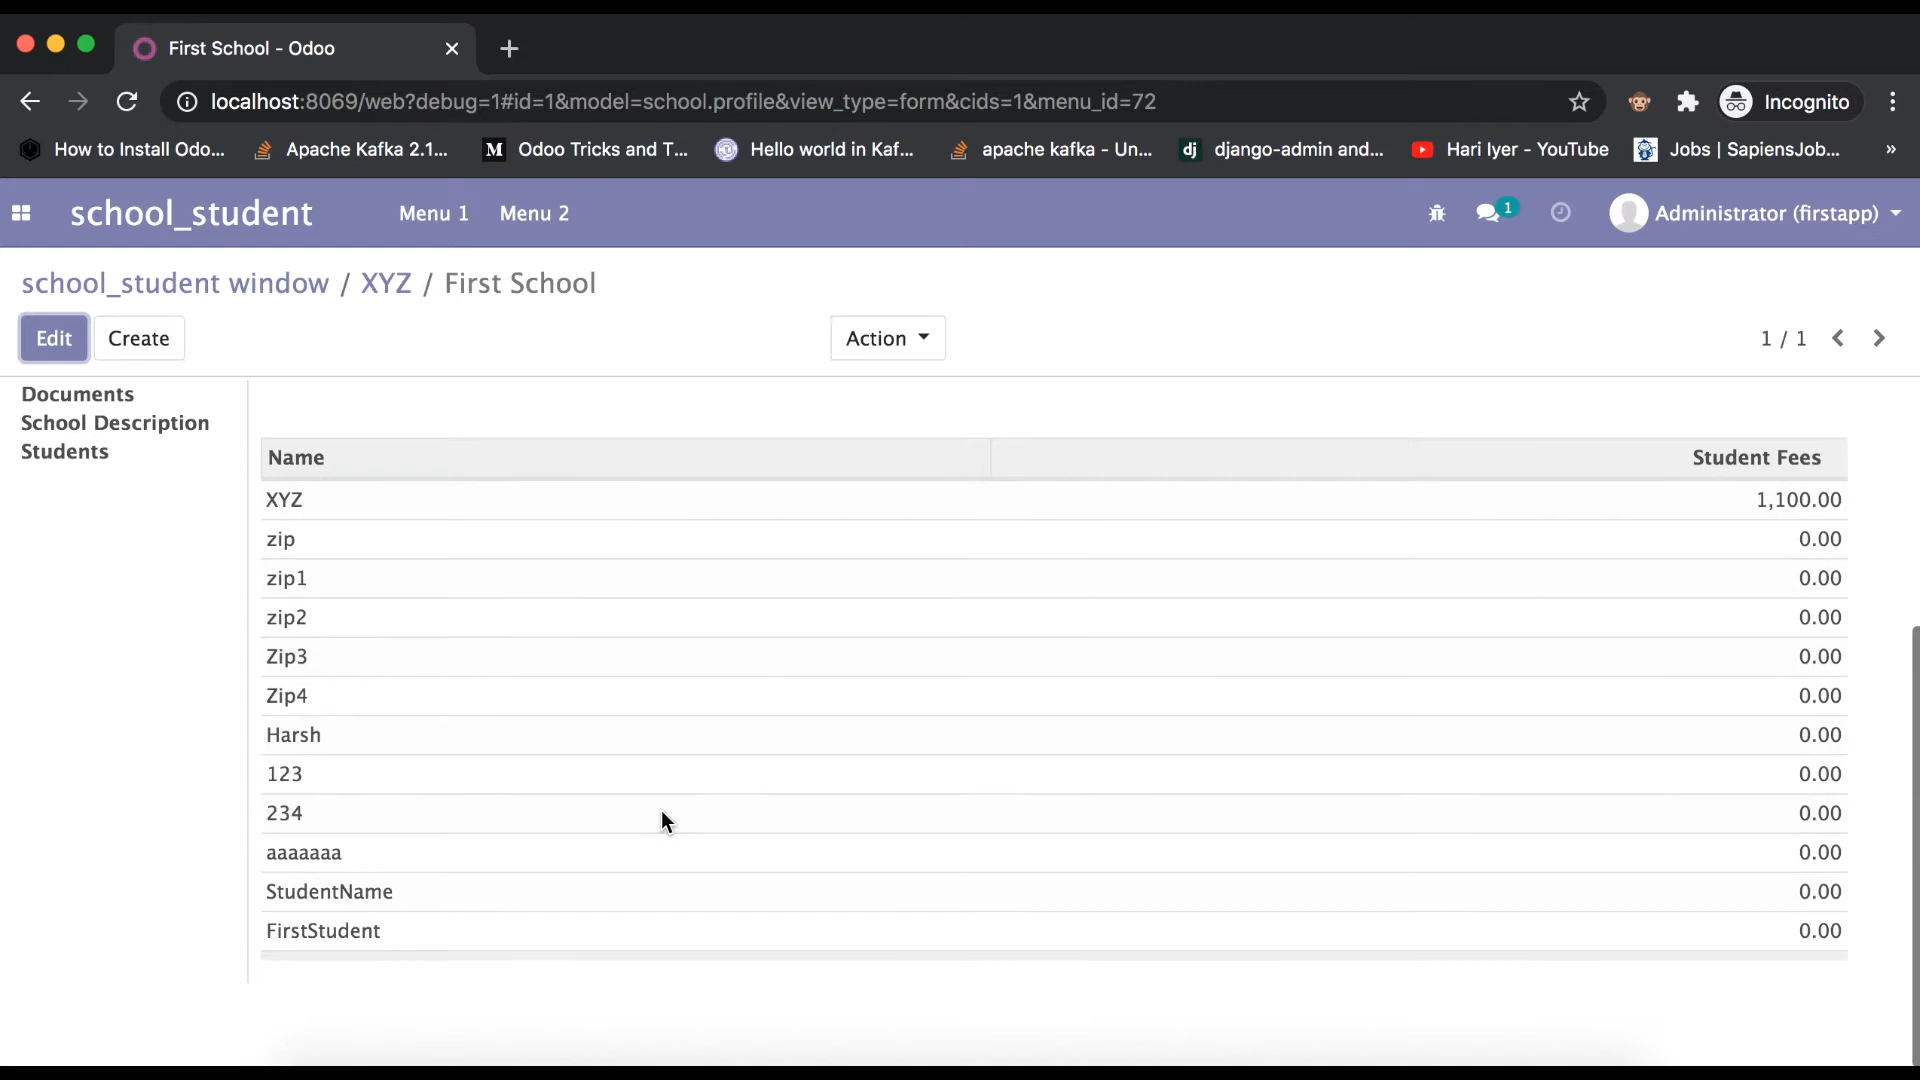 First School - Odoo
localhost:8069/web?debug=1#id=1&model=school.profile&view_type=form&cids=1&menu_id=72
Incognito
How to Install Odo...
Apache Kafka 2.1...
M Odoo Tricks and T...
Hello world in Kaf...
apache kafka - Un...
dj django-admin and...
Hari Iyer - YouTube
Jobs | SapiensJob...
»
school_student
Menu 1
Menu 2
1
Administrator (firstapp)
school_student window / XYZ / First School
Edit
Create
Action
1 / 1
Documents
School Description
Students
Name Student Fees
XYZ 1,100.00
zip 0.00
zip1 0.00
zip2 0.00
Zip3 0.00
Zip4 0.00
Harsh 0.00
123 0.00
234 0.00
aaaaaaa 0.00
StudentName 0.00
FirstStudent 0.00